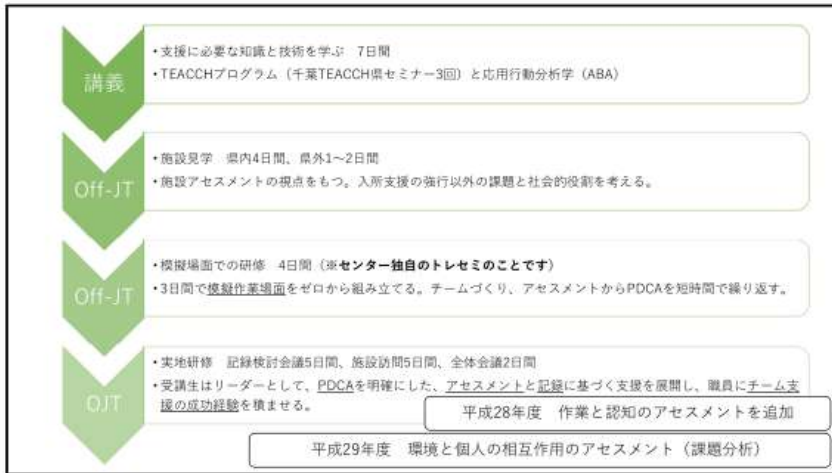 講義
・支援に必要な知識と技術を学ぶ 7日間
・TEACCHプログラム（千葉TEACCH県セミナー3回）と応用行動分析学（ABA）
Off-JT
・施設見学 県内4日間、県外1～2日間
・施設アセスメントの視点をもつ。入所支援の強行以外の課題と社会的役割を考える。
Off-JT
・模擬場面での研修 4日間（※センター独自のトレセミのことです）
・3日間で模擬作業場面をゼロから組み立てる。チームづくり、アセスメントからPDCAを短時間で繰り返す。
OJT
・実地研修 記録検討会議5日間、施設訪問5日間、全体会議2日間
・受講生はリーダーとして、PDCAを明確にした、アセスメントと記録に基づく支援を展開し、職員にチーム支
援の成功経験を積ませる。
平成28年度 作業と認知のアセスメントを追加
平成29年度 環境と個人の相互作用のアセスメント（課題分析）